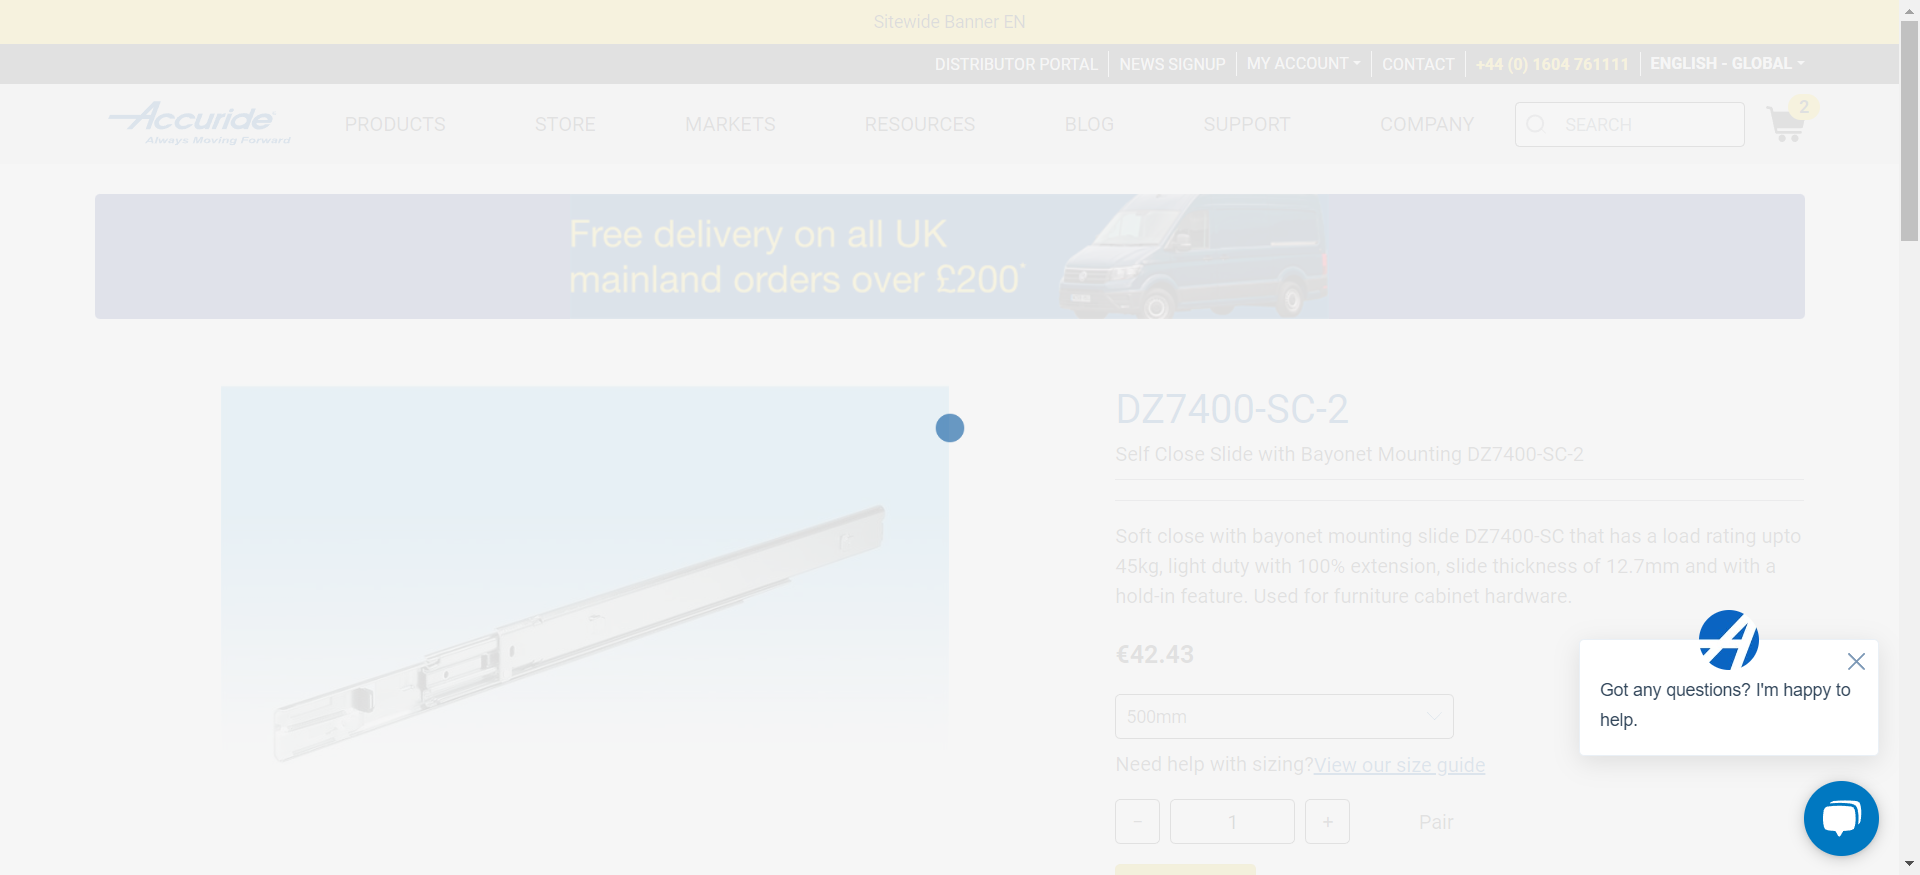 Sitewide Banner EN
DISTRIBUTOR PORTAL NEWS SIGNUP MY ACCOUNT CONTACT +44 (0) 1604 761111 ENGLISH - GLOBAL
Accuride
Always Moving Forward
PRODUCTS STORE MARKETS RESOURCES BLOG SUPPORT COMPANY SEARCH 2
Free delivery on all UK
mainland orders over £200*
DZ7400-SC-2
Self Close Slide with Bayonet Mounting DZ7400-SC-2
Soft close with bayonet mounting slide DZ7400-SC that has a load rating upto
45kg, light duty with 100% extension, slide thickness of 12.7mm and with a
hold-in feature. Used for furniture cabinet hardware.
€42.43
500mm
Need help with sizing?View our size guide
- 1 + Pair
Got any questions? I'm happy to
help.